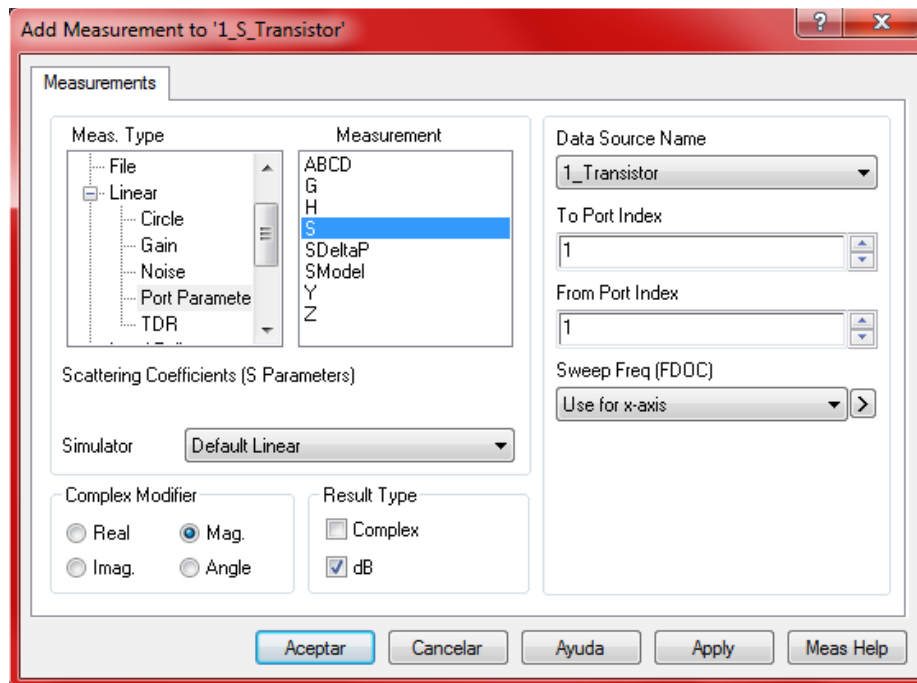 Add Measurement to '1_S_Transistor'
Measurements
Meas. Type
File
Linear
Circle
Gain
Noise
Port Paramete
TDR
Measurement
ABCD
G
H
S
SDeltaP
SModel
Y
Z
Scattering Coefficients (S Parameters)
Simulator
Default Linear
Complex Modifier
Real
Mag.
Imag.
Angle
Result Type
Complex
dB
Data Source Name
1_Transistor
To Port Index
1
From Port Index
1
Sweep Freq (FDOC)
Use for x-axis
>
Aceptar
Cancelar
Ayuda
Apply
Meas Help